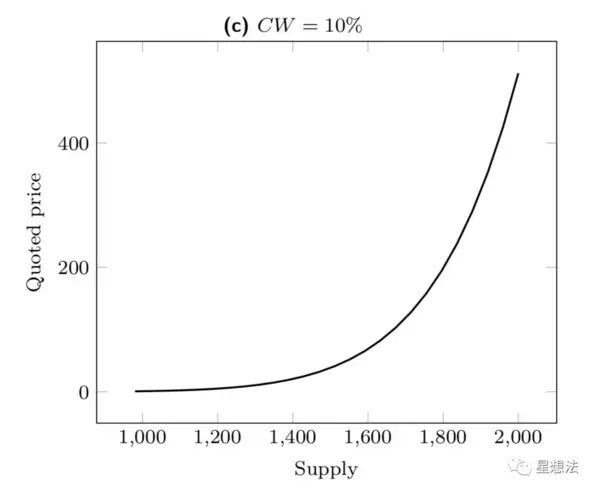 (c) CW = 10%
Quoted price
400
200
0
1,000 1,200 1,400 1,600 1,800 2,000
Supply
星想法